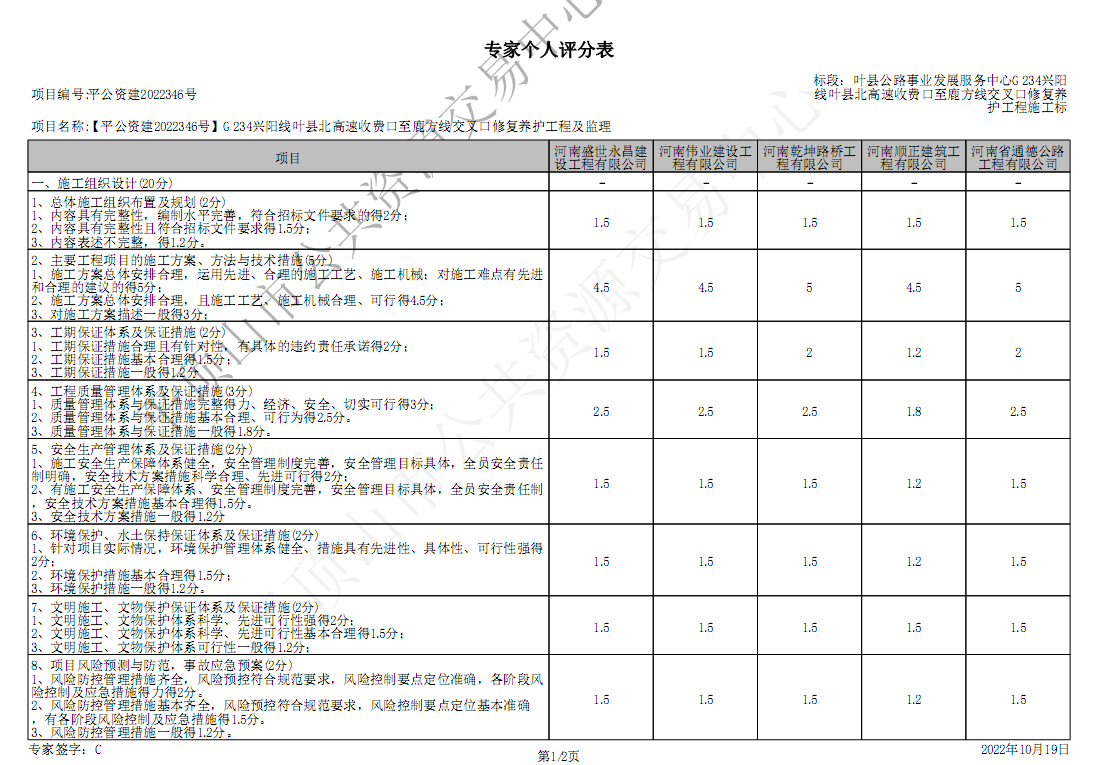 专家个人评分表
项目编号:平公资建2022346号
标段：叶县公路事业发展服务中心G 234兴阳
线叶县北高速收费口至鹿方线交叉口修复养
护工程施工标
项目名称:【平公资建2022346号】G 234兴阳线叶县北高速收费口至鹿方线交叉口修复养护工程及监理
项目
河南盛世永昌建
设工程有限公司
河南伟业建设工
程有限公司
河南乾坤路桥工
程有限公司
河南顺正建筑工
程有限公司
河南省通德公路
工程有限公司
一、施工组织设计(20分) - - - - -
1、总体施工组织布置及规划(2分)
1、内容具有完整性，编制水平完善，符合招标文件要求的得2分；
2、内容具有完整性且符合招标文件要求得1.5分；
3、内容表述不完整，得1.2分。
1.5 1.5 1.5 1.5 1.5
2、主要工程项目的施工方案、方法与技术措施(5分)
1、施工方案总体安排合理，运用先进、合理的施工工艺、施工机械；对施工难点有先进
和合理的建议的得5分；
2、施工方案总体安排合理，且施工工艺、施工机械合理、可行得4.5分；
3、对施工方案描述一般得3分；
4.5 4.5 5 4.5 5
3、工期保证体系及保证措施(2分)
1、工期保证措施合理且有针对性，有具体的违约责任承诺得2分；
2、工期保证措施基本合理得1.5分；
3、工期保证措施一般得1.2分
1.5 1.5 2 1.2 2
4、工程质量管理体系及保证措施(3分)
1、质量管理体系与保证措施完整得力、经济、安全、切实可行得3分；
2、质量管理体系与保证措施基本合理、可行为得2.5分。
3、质量管理体系与保证措施一般得1.8分。
2.5 2.5 2.5 1.8 2.5
5、安全生产管理体系及保证措施(2分)
1、施工安全生产保障体系健全，安全管理制度完善，安全管理目标具体，全员安全责任
制明确，安全技术方案措施科学合理、先进可行得2分；
2、有施工安全生产保障体系、安全管理制度完善，安全管理目标具体，全员安全责任制
，安全技术方案措施基本合理得1.5分。
3、安全技术方案措施一般得1.2分
1.5 1.5 1.5 1.2 1.5
6、环境保护、水土保持保证体系及保证措施(2分)
1、针对项目实际情况，环境保护管理体系健全、措施具有先进性、具体性、可行性强得
2分；
2、环境保护措施基本合理得1.5分；
3、环境保护措施一般得1.2分。
1.5 1.5 1.5 1.2 1.5
7、文明施工、文物保护保证体系及保证措施(2分)
1、文明施工、文物保护体系科学、先进可行性强得2分；
2、文明施工、文物保护体系科学、先进可行性基本合理得1.5分；
3、文明施工、文物保护体系可行性一般得1.2分；
1.5 1.5 1.5 1.5 1.5
8、项目风险预测与防范，事故应急预案(2分)
1、风险防控管理措施齐全，风险预控符合规范要求，风险控制要点定位准确，各阶段风
险控制及应急措施得力得2分。
2、风险防控管理措施基本齐全，风险预控符合规范要求，风险控制要点定位基本准确
，有各阶段风险控制及应急措施得1.5分。
3、风险防控管理措施一般得1.2分。
1.5 1.5 1.5 1.2 1.5
专家签字：C
第1/2页
2022年10月19日
顶山市公共资源交易中心
顶山市公共资源交易中心